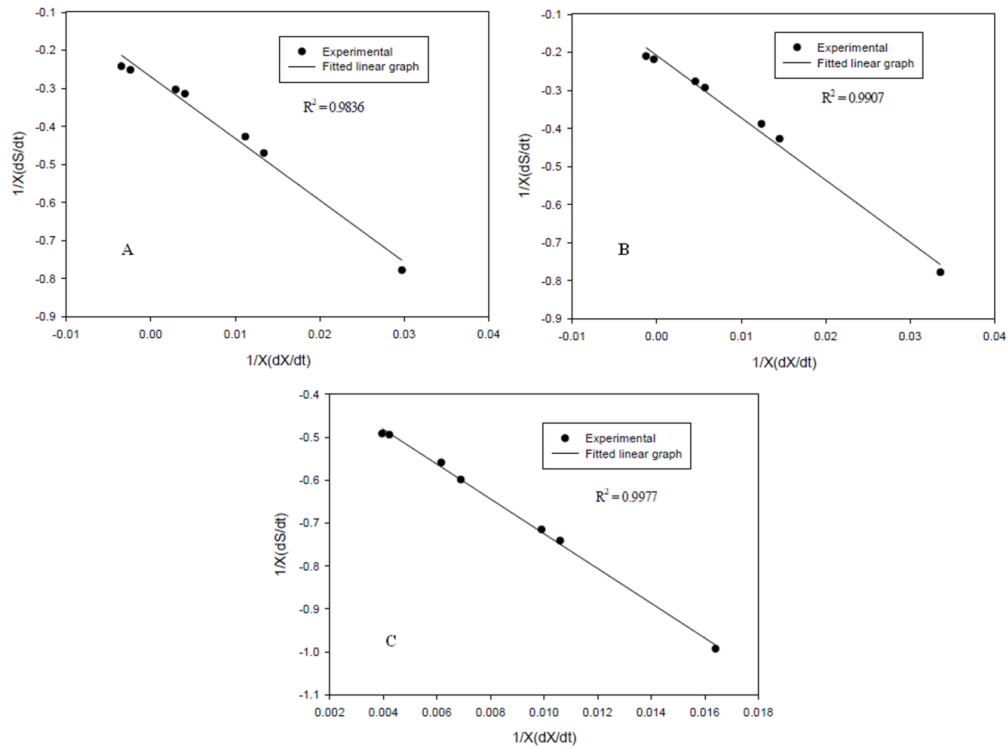 -0.1
-0.2
-0.3
-0.4
-0.5
-0.6
-0.7
-0.8
-0.9
1/X(dS/dt)
Experimental
Fitted linear graph
R² = 0.9836
A
-0.01 0.00 0.01 0.02 0.03 0.04
1/X(dX/dt)
-0.1
-0.2
-0.3
-0.4
-0.5
-0.6
-0.7
-0.8
-0.9
1/X(dS/dt)
Experimental
Fitted linear graph
R² = 0.9907
B
-0.01 0.00 0.01 0.02 0.03 0.04
1/X(dX/dt)
-0.4
-0.5
-0.6
-0.7
-0.8
-0.9
-1.0
-1.1
1/X(dS/dt)
Experimental
Fitted linear graph
R² = 0.9977
C
0.002 0.004 0.006 0.008 0.010 0.012 0.014 0.016 0.018
1/X(dX/dt)